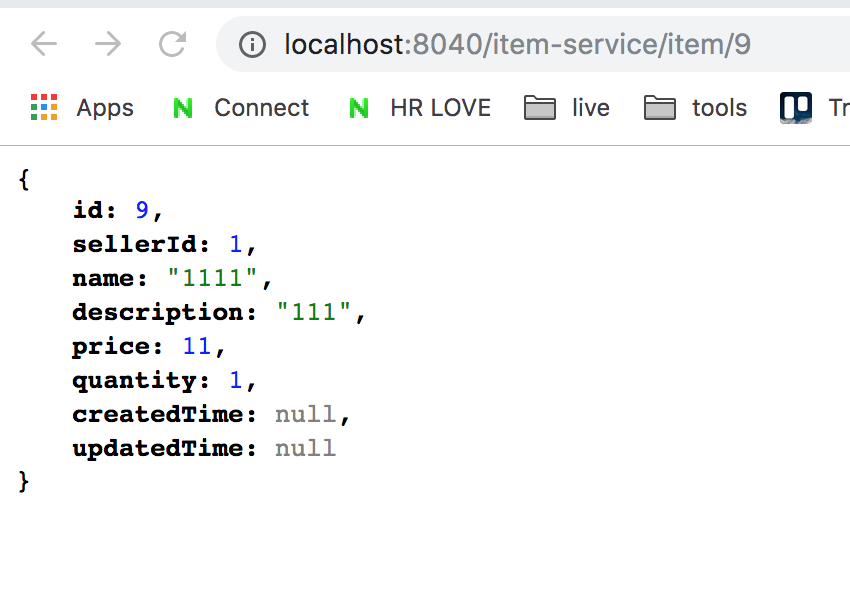 localhost:8040/item-service/item/9
Apps Connect HR LOVE live tools Tr
{
id: 9,
sellerId: 1,
name: "1111",
description: "111",
price: 11,
quantity: 1,
createdTime: null,
updatedTime: null
}